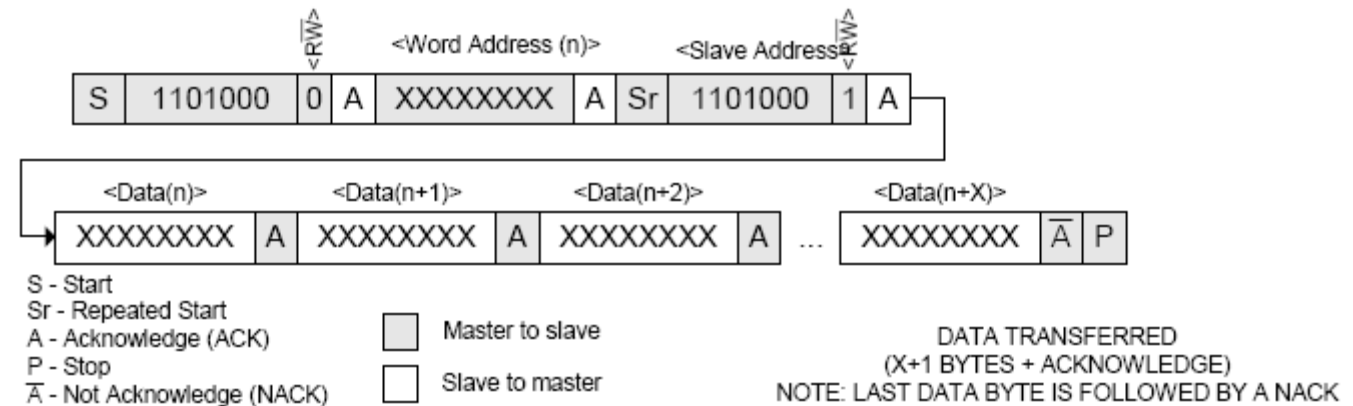 <RW̅> <Word Address (n)> <Slave Address> <RW̅>
S 1101000 0 A XXXXXXXX A Sr 1101000 1 A
<Data(n)> <Data(n+1)> <Data(n+2)> <Data(n+X)>
XXXXXXXX A XXXXXXXX A XXXXXXXX A ... XXXXXXXX A̅ P
S - Start
Sr - Repeated Start
A - Acknowledge (ACK)
P - Stop
A̅ - Not Acknowledge (NACK)
Master to slave
Slave to master
DATA TRANSFERRED
(X+1 BYTES + ACKNOWLEDGE)
NOTE: LAST DATA BYTE IS FOLLOWED BY A NACK